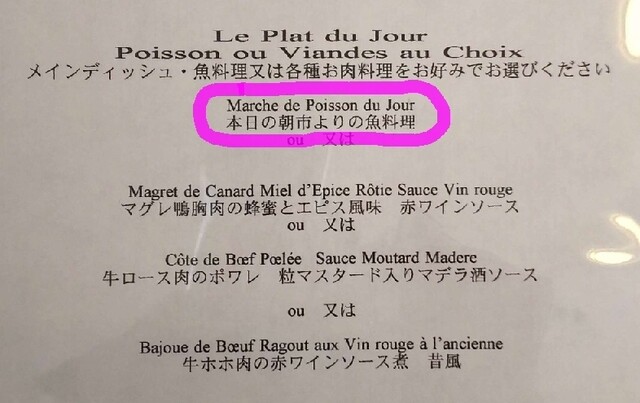 Le Plat du Jour
Poisson ou Viandes au Choix
メインディッシュ・魚料理又は各種お肉料理をお好みでお選びください
Marche de Poisson du Jour
本日の朝市よりの魚料理
ou 又は
Magret de Canard Miel d'Epice Rôtie Sauce Vin rouge
マグレ鴨胸肉の蜂蜜とエピス風味 赤ワインソース
ou 又は
Côte de Bœf Pœlée Sauce Moutard Madere
牛ロース肉のポワレ 粒マスタード入りマデラ酒ソース
ou 又は
Bajoue de Bœuf Ragout aux Vin rouge à l'ancienne
牛ホホ肉の赤ワインソース煮 昔風